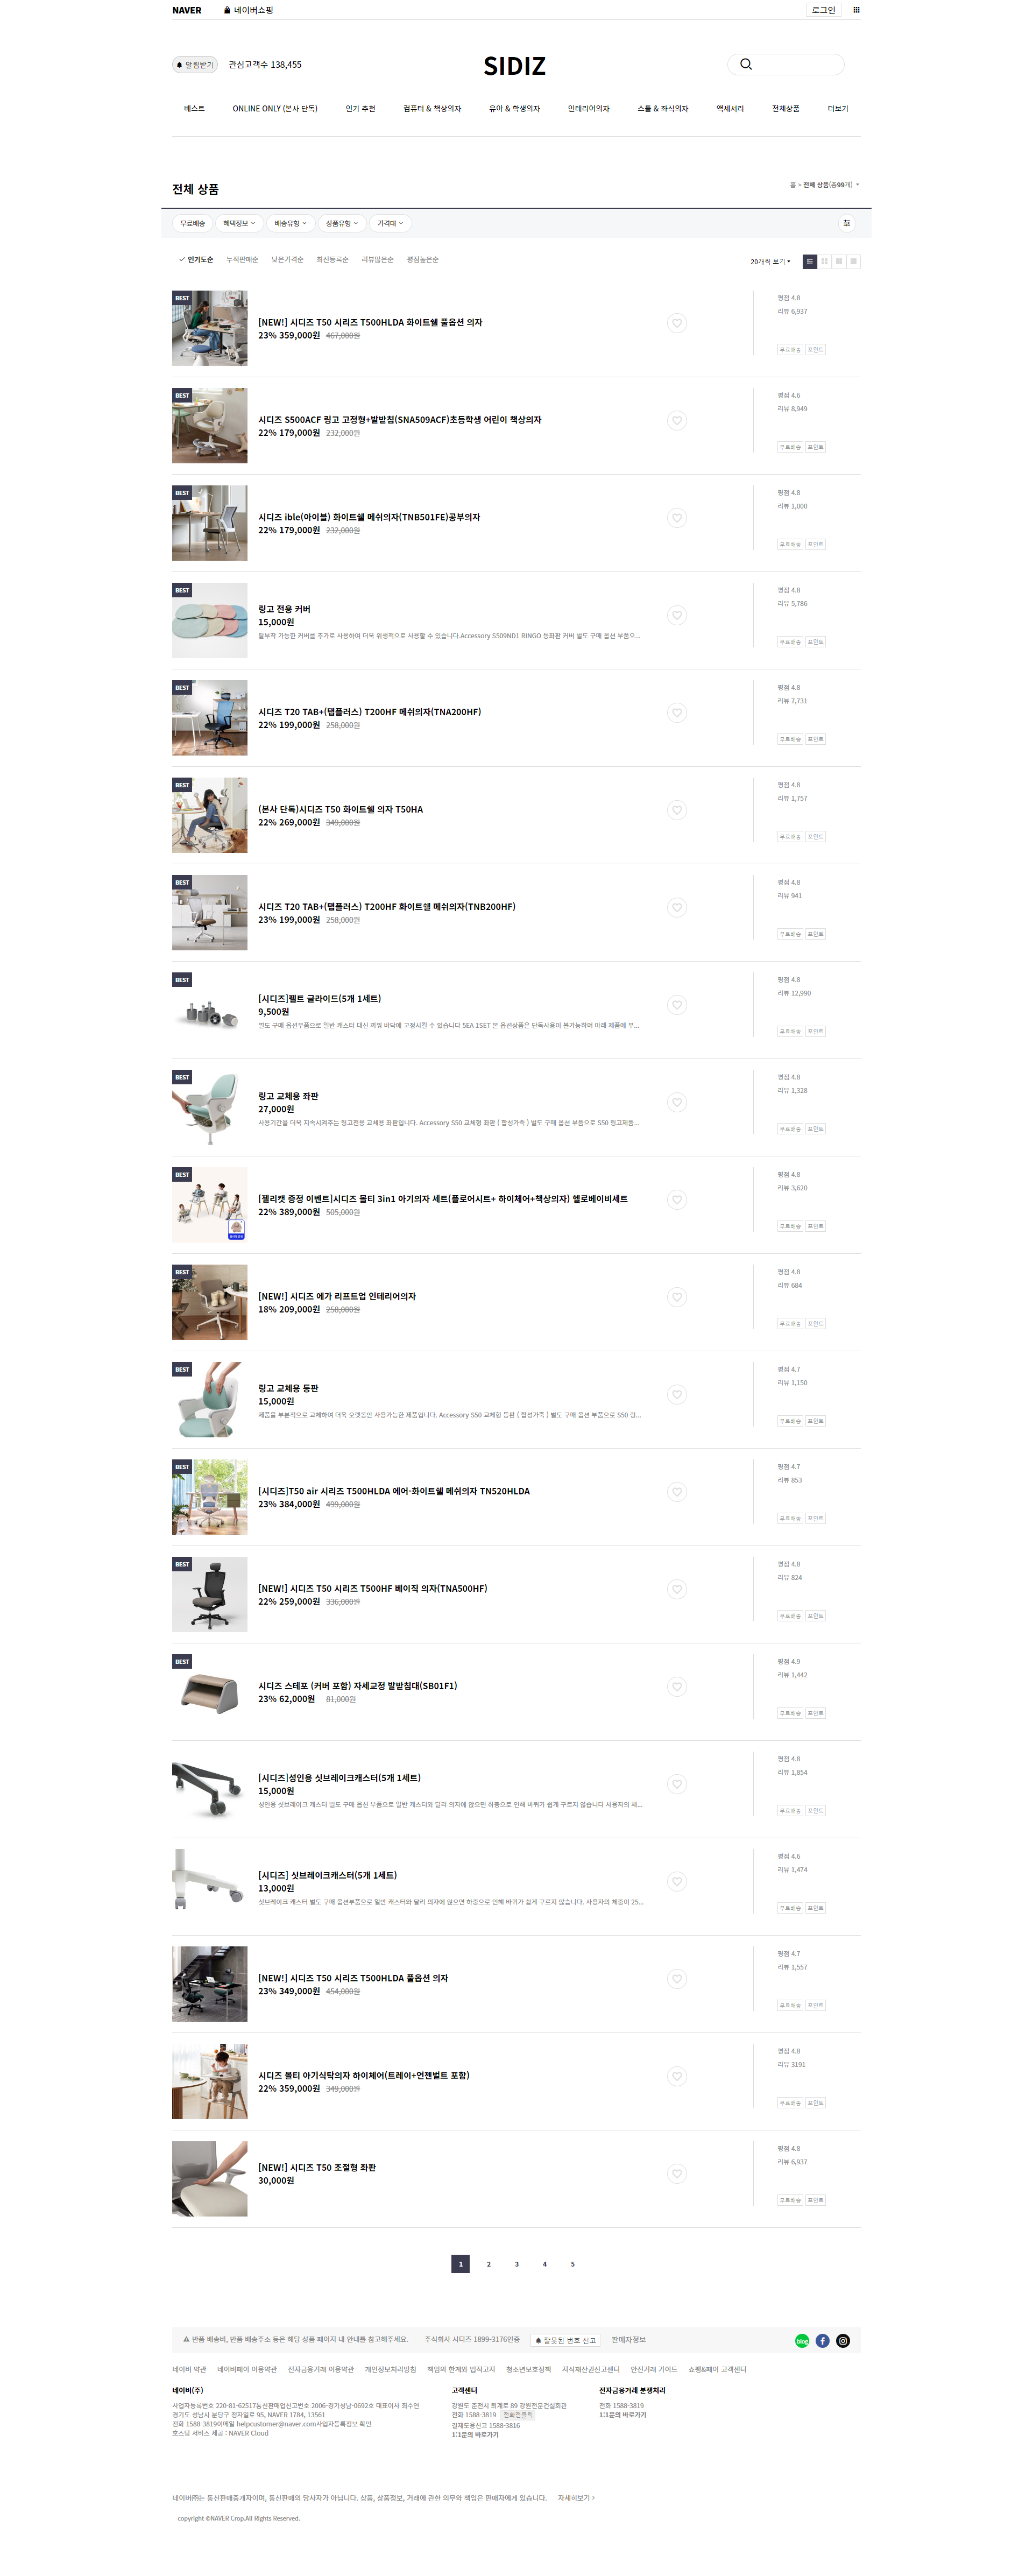 NAVER 네이버쇼핑 로그인
알림받기 관심고객수 138,455 SIDIZ
베스트 ONLINE ONLY (본사 단독) 인기 추천 컴퓨터 & 책상의자 유아 & 학생의자 인테리어의자 스툴 & 좌식의자 액세서리 전체상품 더보기
전체 상품 홈 > 전체 상품(총99개)
무료배송 혜택정보 배송유형 상품유형 가격대
인기도순 누적판매순 낮은가격순 최신등록순 리뷰많은순 평점높은순 20개씩 보기
BEST
[NEW!] 시디즈 T50 시리즈 T500HLDA 화이트쉘 풀옵션 의자
23% 359,000원 467,000원
평점 4.8
리뷰 6,937
무료배송 포인트
BEST
시디즈 S500ACF 링고 고정형+발받침(SNA509ACF)초등학생 어린이 책상의자
22% 179,000원 232,000원
평점 4.6
리뷰 8,949
무료배송 포인트
BEST
시디즈 ible(아이블) 화이트쉘 메쉬의자(TNB501FE)공부의자
22% 179,000원 232,000원
평점 4.8
리뷰 1,000
무료배송 포인트
BEST
링고 전용 커버
15,000원
탈부착 가능한 커버를 추가로 사용하여 더욱 위생적으로 사용할 수 있습니다.Accessory S509ND1 RINGO 등좌판 커버 별도 구매 옵션 부품으...
평점 4.8
리뷰 5,786
무료배송 포인트
BEST
시디즈 T20 TAB+(탭플러스) T200HF 메쉬의자(TNA200HF)
22% 199,000원 258,000원
평점 4.8
리뷰 7,731
무료배송 포인트
BEST
(본사 단독)시디즈 T50 화이트쉘 의자 T50HA
22% 269,000원 349,000원
평점 4.8
리뷰 1,757
무료배송 포인트
BEST
시디즈 T20 TAB+(탭플러스) T200HF 화이트쉘 메쉬의자(TNB200HF)
23% 199,000원 258,000원
평점 4.8
리뷰 941
무료배송 포인트
BEST
[시디즈]펠트 글라이드(5개 1세트)
9,500원
별도 구매 옵션부품으로 일반 캐스터 대신 끼워 바닥에 고정시킬 수 있습니다 5EA 1SET 본 옵션상품은 단독사용이 불가능하며 아래 제품에 부...
평점 4.8
리뷰 12,990
무료배송 포인트
BEST
링고 교체용 좌판
27,000원
사용기간을 더욱 지속시켜주는 링고전용 교체용 좌판입니다. Accessory S50 교체형 좌판 ( 합성가죽 ) 별도 구매 옵션 부품으로 S50 링고제품...
평점 4.8
리뷰 1,328
무료배송 포인트
BEST
[젤리캣 증정 이벤트]시디즈 몰티 3in1 아기의자 세트(플로어시트+ 하이체어+책상의자) 헬로베이비세트
22% 389,000원 505,000원
평점 4.8
리뷰 3,620
무료배송 포인트
BEST
[NEW!] 시디즈 에가 리프트업 인테리어의자
18% 209,000원 258,000원
평점 4.8
리뷰 684
무료배송 포인트
BEST
링고 교체용 등판
15,000원
제품을 부분적으로 교체하여 더욱 오랫동안 사용가능한 제품입니다. Accessory S50 교체형 등판 ( 합성가죽 ) 별도 구매 옵션 부품으로 S50 링...
평점 4.7
리뷰 1,150
무료배송 포인트
BEST
[시디즈]T50 air 시리즈 T500HLDA 에어-화이트쉘 메쉬의자 TN520HLDA
23% 384,000원 499,000원
평점 4.7
리뷰 853
무료배송 포인트
BEST
[NEW!] 시디즈 T50 시리즈 T500HF 베이직 의자(TNA500HF)
22% 259,000원 336,000원
평점 4.8
리뷰 824
무료배송 포인트
BEST
시디즈 스테포 (커버 포함) 자세교정 발받침대(SB01F1)
23% 62,000원 81,000원
평점 4.9
리뷰 1,442
무료배송 포인트
[시디즈]성인용 싯브레이크캐스터(5개 1세트)
15,000원
성인용 싯브레이크 캐스터 별도 구매 옵션 부품으로 일반 캐스터와 달리 의자에 앉으면 하중으로 인해 바퀴가 쉽게 구르지 않습니다 사용자의 체...
평점 4.8
리뷰 1,854
무료배송 포인트
[시디즈] 싯브레이크캐스터(5개 1세트)
13,000원
싯브레이크 캐스터 별도 구매 옵션부품으로 일반 캐스터와 달리 의자에 앉으면 하중으로 인해 바퀴가 쉽게 구르지 않습니다. 사용자의 체중이 25...
평점 4.6
리뷰 1,474
무료배송 포인트
[NEW!] 시디즈 T50 시리즈 T500HLDA 풀옵션 의자
23% 349,000원 454,000원
평점 4.7
리뷰 1,557
무료배송 포인트
시디즈 몰티 아기식탁의자 하이체어(트레이+언젠벌트 포함)
22% 359,000원 349,000원
평점 4.8
리뷰 3191
무료배송 포인트
[NEW!] 시디즈 T50 조절형 좌판
30,000원
평점 4.8
리뷰 6,937
무료배송 포인트
1 2 3 4 5
반품 배송비, 반품 배송주소 등은 해당 상품 페이지 내 안내를 참고해주세요. 주식회사 시디즈 1899-3176인증 잘못된 번호 신고 판매자정보 blog
네이버 약관 네이버페이 이용약관 전자금융거래 이용약관 개인정보처리방침 책임의 한계와 법적고지 청소년보호정책 지식재산권신고센터 안전거래 가이드 쇼핑&페이 고객센터
네이버(주)
사업자등록번호 220-81-62517통신판매업신고번호 2006-경기성남-0692호 대표이사 최수연
경기도 성남시 분당구 정자일로 95, NAVER 1784, 13561
전화 1588-3819이메일 helpcustomer@naver.com사업자등록정보 확인
호스팅 서비스 제공 : NAVER Cloud
고객센터
강원도 춘천시 퇴계로 89 강원전문건설회관
전화 1588-3819 전화전클릭
결제도용신고 1588-3816
1:1문의 바로가기
전자금융거래 분쟁처리
전화 1588-3819
1:1문의 바로가기
네이버㈜는 통신판매중개자이며, 통신판매의 당사자가 아닙니다. 상품, 상품정보, 거래에 관한 의무와 책임은 판매자에게 있습니다. 자세히보기 >
copyright ©NAVER Crop.All Rights Reserved.